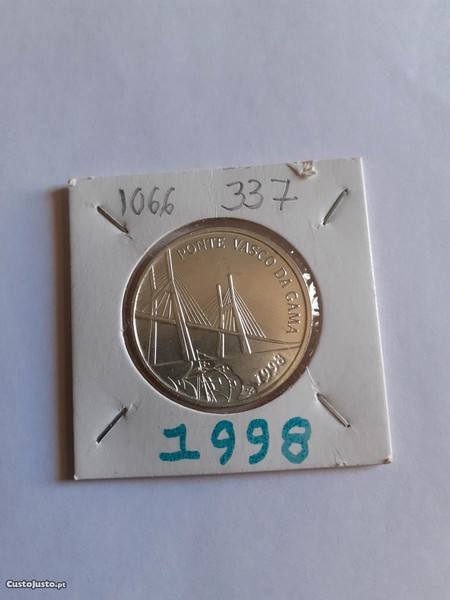 1066 337
PONTE VASCO DA GAMA
1998
1998
CustoJusto.pt